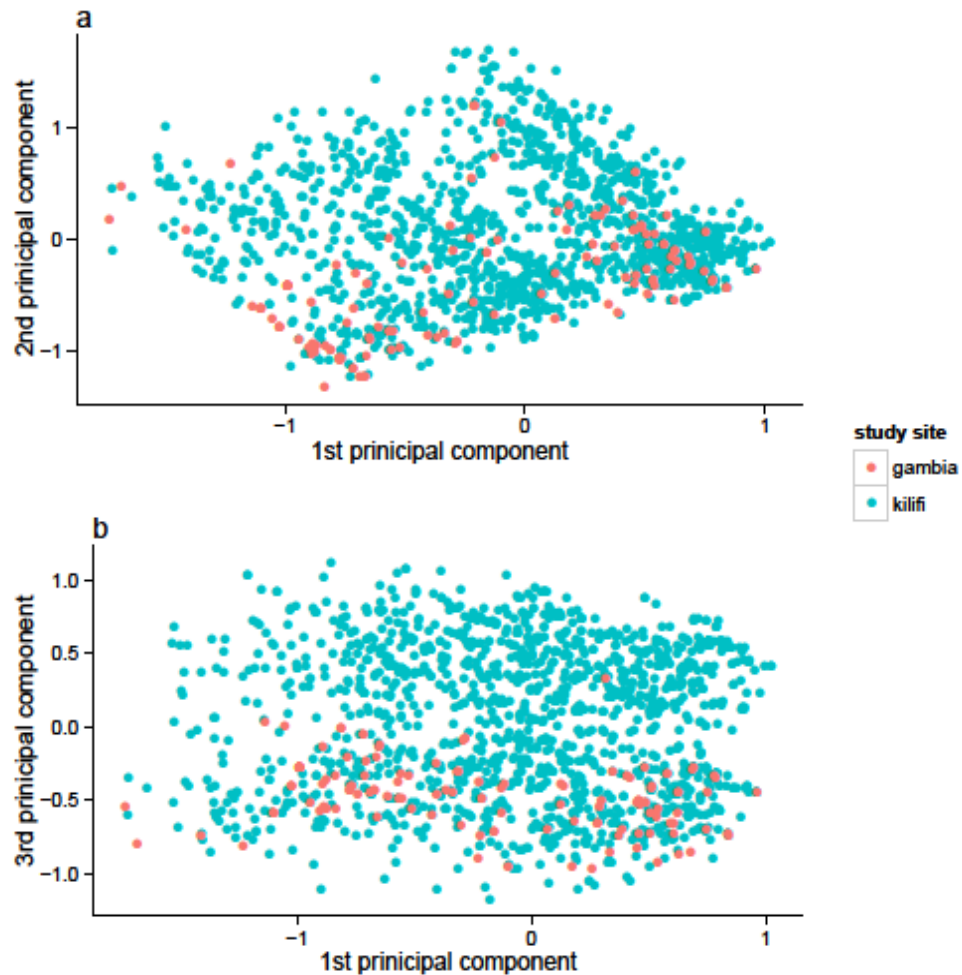 a
2nd prinicipal component
1
0
−1
−1
0
1
1st prinicipal component
study site
gambia
kilifi
b
3rd prinicipal component
1.0
0.5
0.0
−0.5
−1.0
−1
0
1
1st prinicipal component